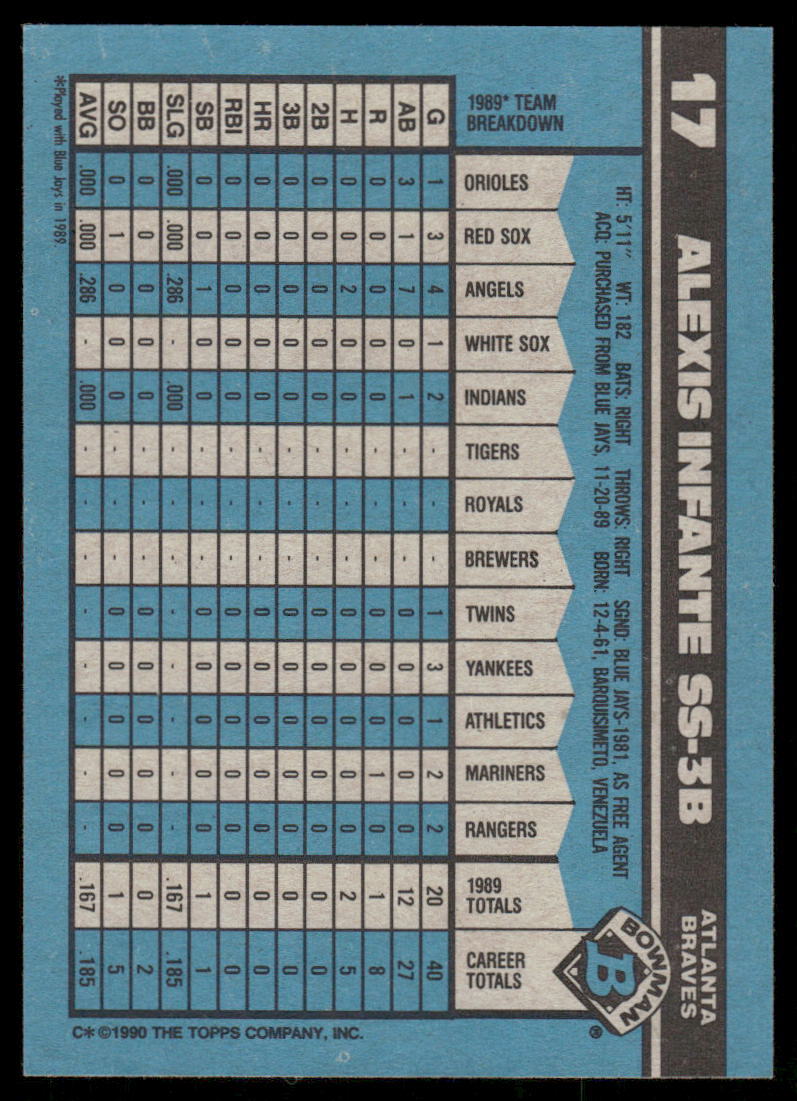 17 ALEXIS INFANTE SS-3B ATLANTA BRAVES
HT: 5'11" WT: 182 BATS: RIGHT THROWS: RIGHT SGND: BLUE JAYS-1981, AS FREE AGENT
ACQ: PURCHASED FROM BLUE JAYS, 11-20-89 BORN: 12-4-61, BARQUISIMETO, VENEZUELA
BOWMAN
B
®
1989* TEAM BREAKDOWN ORIOLES RED SOX ANGELS WHITE SOX INDIANS TIGERS ROYALS BREWERS TWINS YANKEES ATHLETICS MARINERS RANGERS 1989 TOTALS CAREER TOTALS
G 1 3 4 1 2 - - - 1 3 1 2 2 20 40
AB 3 1 7 0 1 - - - 0 0 0 0 0 12 27
R 0 0 0 0 0 - - - 0 0 0 1 0 1 8
H 0 0 2 0 0 - - - 0 0 0 0 0 2 5
2B 0 0 0 0 0 - - - 0 0 0 0 0 0 0
3B 0 0 0 0 0 - - - 0 0 0 0 0 0 0
HR 0 0 0 0 0 - - - 0 0 0 0 0 0 0
RBI 0 0 0 0 0 - - - 0 0 0 0 0 0 0
SB 0 0 1 0 0 - - - 0 0 0 0 0 1 1
SLG .000 .000 .286 - .000 - - - - - - - - .167 .185
BB 0 0 0 0 0 - - - 0 0 0 0 0 0 2
SO 0 1 0 0 0 - - - 0 0 0 0 0 1 5
AVG .000 .000 .286 - .000 - - - - - - - - .167 .185
*Played with Blue Jays in 1989.
C* ©1990 THE TOPPS COMPANY, INC.